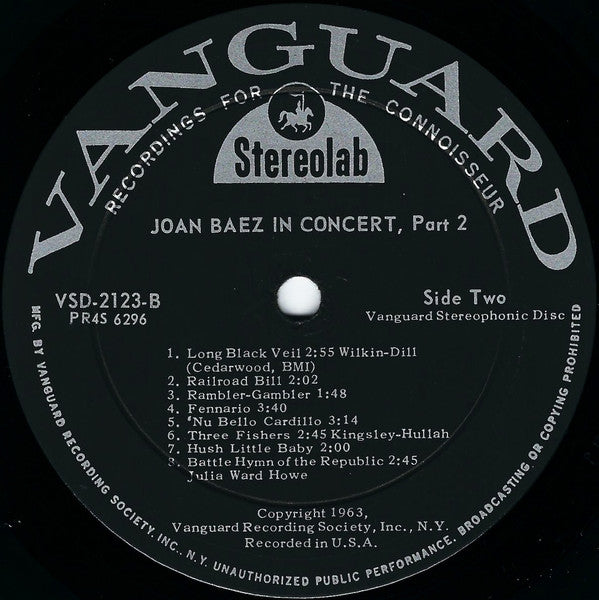 VANGUARD
RECORDINGS FOR THE CONNOISSEUR
Stereolab
JOAN BAEZ IN CONCERT, Part 2
VSD-2123-B
PR4S 6296
Side Two
Vanguard Stereophonic Disc
1. Long Black Veil 2:55 Wilkin-Dill
(Cedarwood, BMI)
2. Railroad Bill 2:02
3. Rambler-Gambler 1:48
4. Fennario 3:40
5. 'Nu Bello Cardillo 3:14
6. Three Fishers 2:45 Kingsley-Hullah
7. Hush Little Baby 2:00
8. Battle Hymn of the Republic 2:45
Julia Ward Howe
Copyright 1963,
Vanguard Recording Society, Inc., N.Y.
Recorded in U.S.A.
MFG. BY VANGUARD RECORDING SOCIETY, INC., N.Y. UNAUTHORIZED PUBLIC PERFORMANCE, BROADCASTING OR COPYING PROHIBITED